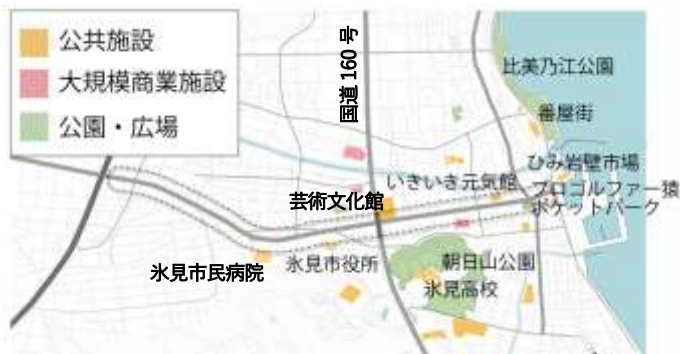 公共施設
大規模商業施設
公園・広場
国道160号
比美乃江公園
番屋街
ひみ岩壁市場
いきいき元気館
プロゴルファー猿
ポケットパーク
芸術文化館
氷見市民病院
氷見市役所
朝日山公園
氷見高校